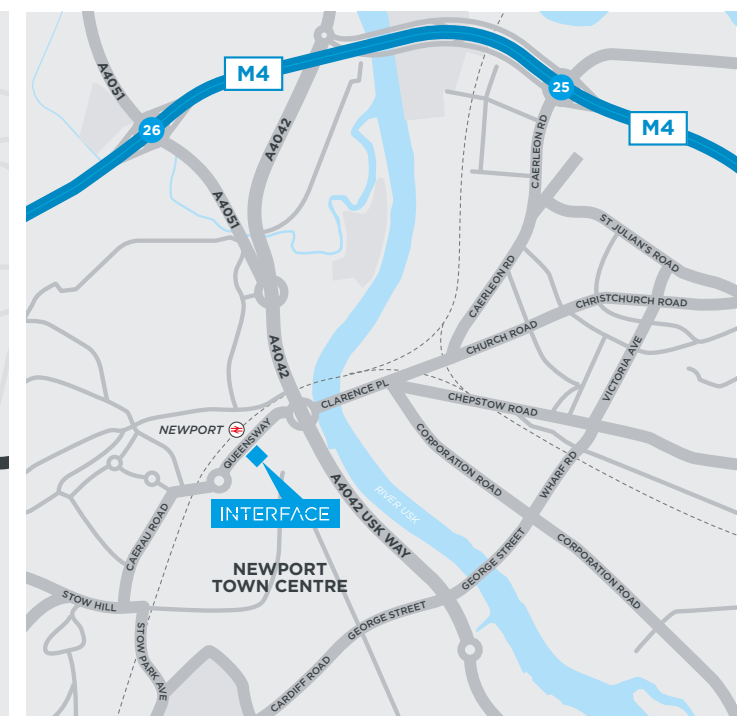 A4051
M4
A4042
26
25
M4
CAERLEON RD
A4051
ST JULIAN'S ROAD
CAERLEON RD
CHRISTCHURCH ROAD
A4042
CHURCH ROAD
VICTORIA AVE
CLARENCE PL
CHEPSTOW ROAD
NEWPORT
QUEENSWAY
CORPORATION ROAD
WHARF RD
RIVER USK
INTERFACE
A4042 USK WAY
CAERAU ROAD
NEWPORT
TOWN CENTRE
GEORGE STREET
CORPORATION ROAD
STOW HILL
GEORGE STREET
STOW PARK AVE
CARDIFF ROAD